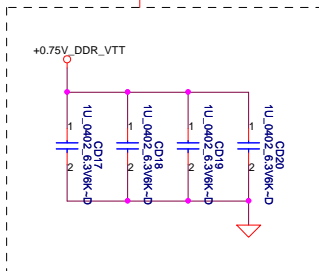 +0.75V_DDR_VTT
1
2
CD17
1U_0402_6.3V6K~D
1
2
CD18
1U_0402_6.3V6K~D
1
2
CD19
1U_0402_6.3V6K~D
1
2
CD20
1U_0402_6.3V6K~D